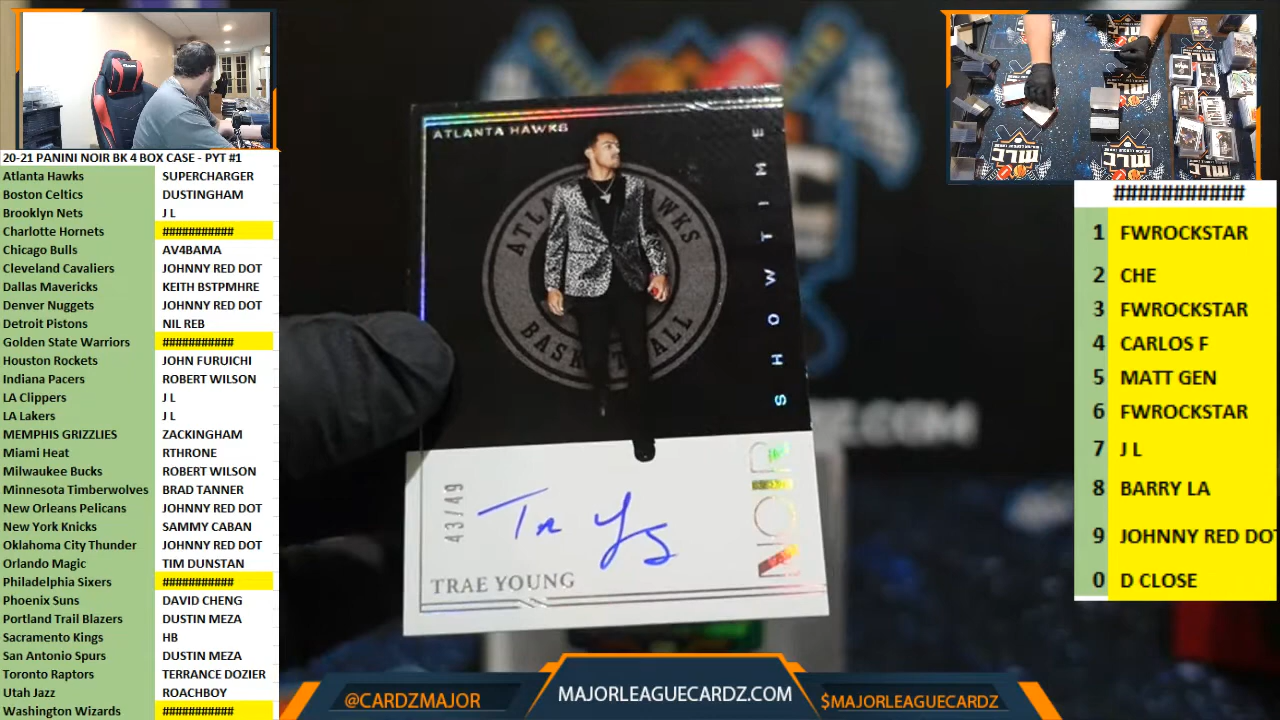 20-21 PANINI NOIR BK 4 BOX CASE - PYT #1
Atlanta Hawks SUPERCHARGER
Boston Celtics DUSTINGHAM
Brooklyn Nets J L
Charlotte Hornets ###########
Chicago Bulls AV4BAMA
Cleveland Cavaliers JOHNNY RED DOT
Dallas Mavericks KEITH BSTPMHRE
Denver Nuggets JOHNNY RED DOT
Detroit Pistons NIL REB
Golden State Warriors ###########
Houston Rockets JOHN FURUICHI
Indiana Pacers ROBERT WILSON
LA Clippers J L
LA Lakers J L
MEMPHIS GRIZZLIES ZACKINGHAM
Miami Heat RTHRONE
Milwaukee Bucks ROBERT WILSON
Minnesota Timberwolves BRAD TANNER
New Orleans Pelicans JOHNNY RED DOT
New York Knicks SAMMY CABAN
Oklahoma City Thunder JOHNNY RED DOT
Orlando Magic TIM DUNSTAN
Philadelphia Sixers ###########
Phoenix Suns DAVID CHENG
Portland Trail Blazers DUSTIN MEZA
Sacramento Kings HB
San Antonio Spurs DUSTIN MEZA
Toronto Raptors TERRANCE DOZIER
Utah Jazz ROACHBOY
Washington Wizards ###########
ATLANTA HAWKS
ATLANTA HAWKS
BASKETBALL
SHOWTIME
43/49
Tr Yg
TRAE YOUNG
NOIR
.COM
###########
1 FWROCKSTAR
2 CHE
3 FWROCKSTAR
4 CARLOS F
5 MATT GEN
6 FWROCKSTAR
7 J L
8 BARRY LA
9 JOHNNY RED DO
0 D CLOSE
@CARDZMAJOR
MAJORLEAGUECARDZ.COM
$MAJORLEAGUECARDZ